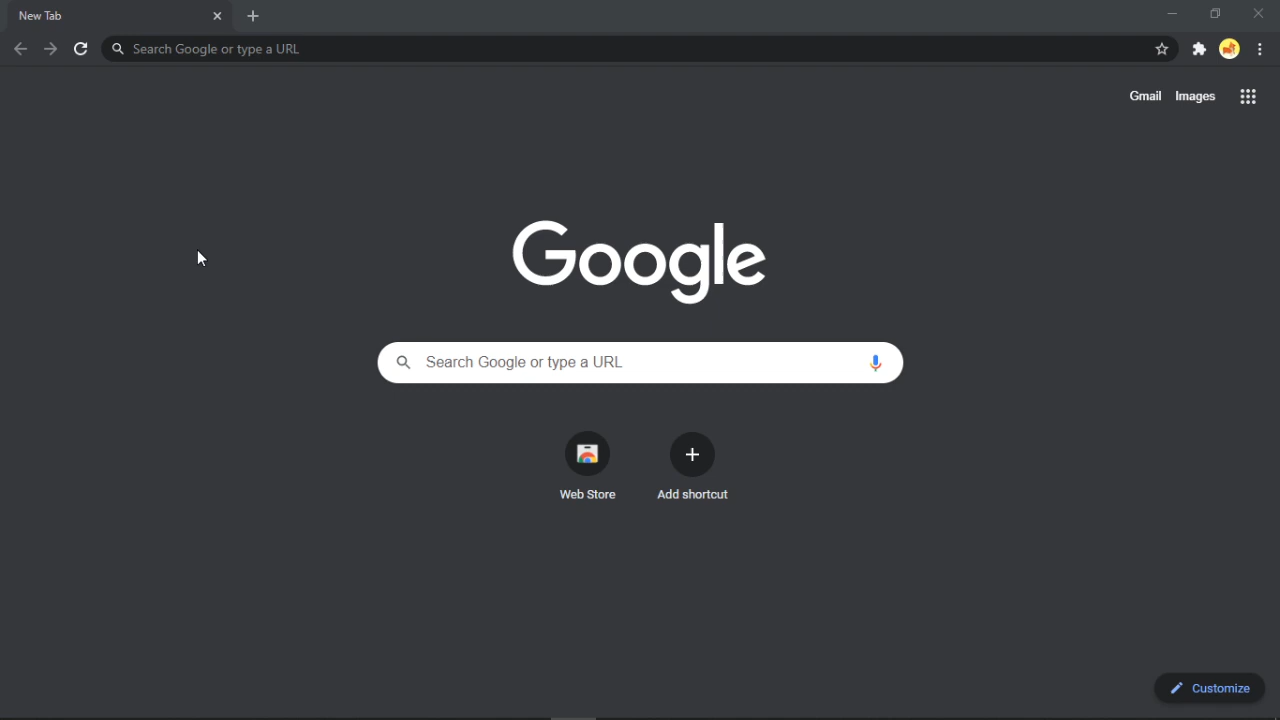 New Tab
Search Google or type a URL
Gmail Images
Google
Search Google or type a URL
Web Store Add shortcut
Customize